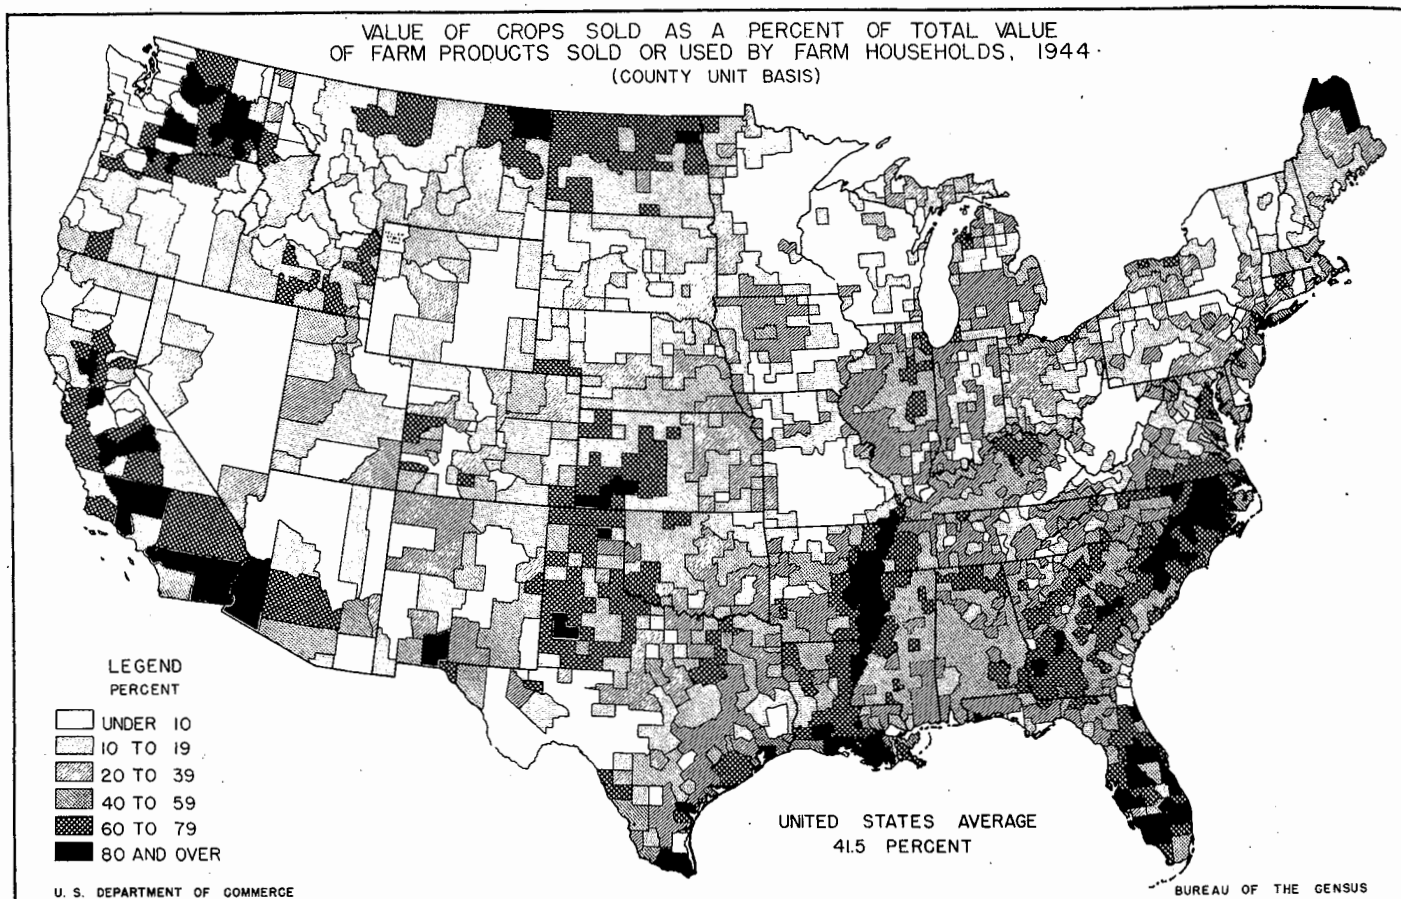 VALUE OF CROPS SOLD AS A PERCENT OF TOTAL VALUE
OF FARM PRODUCTS SOLD OR USED BY FARM HOUSEHOLDS, 1944
(COUNTY UNIT BASIS)
LEGEND
PERCENT
UNDER 10
10 TO 19
20 TO 39
40 TO 59
60 TO 79
80 AND OVER
UNITED STATES AVERAGE
41.5 PERCENT
U. S. DEPARTMENT OF COMMERCE
BUREAU OF THE CENSUS